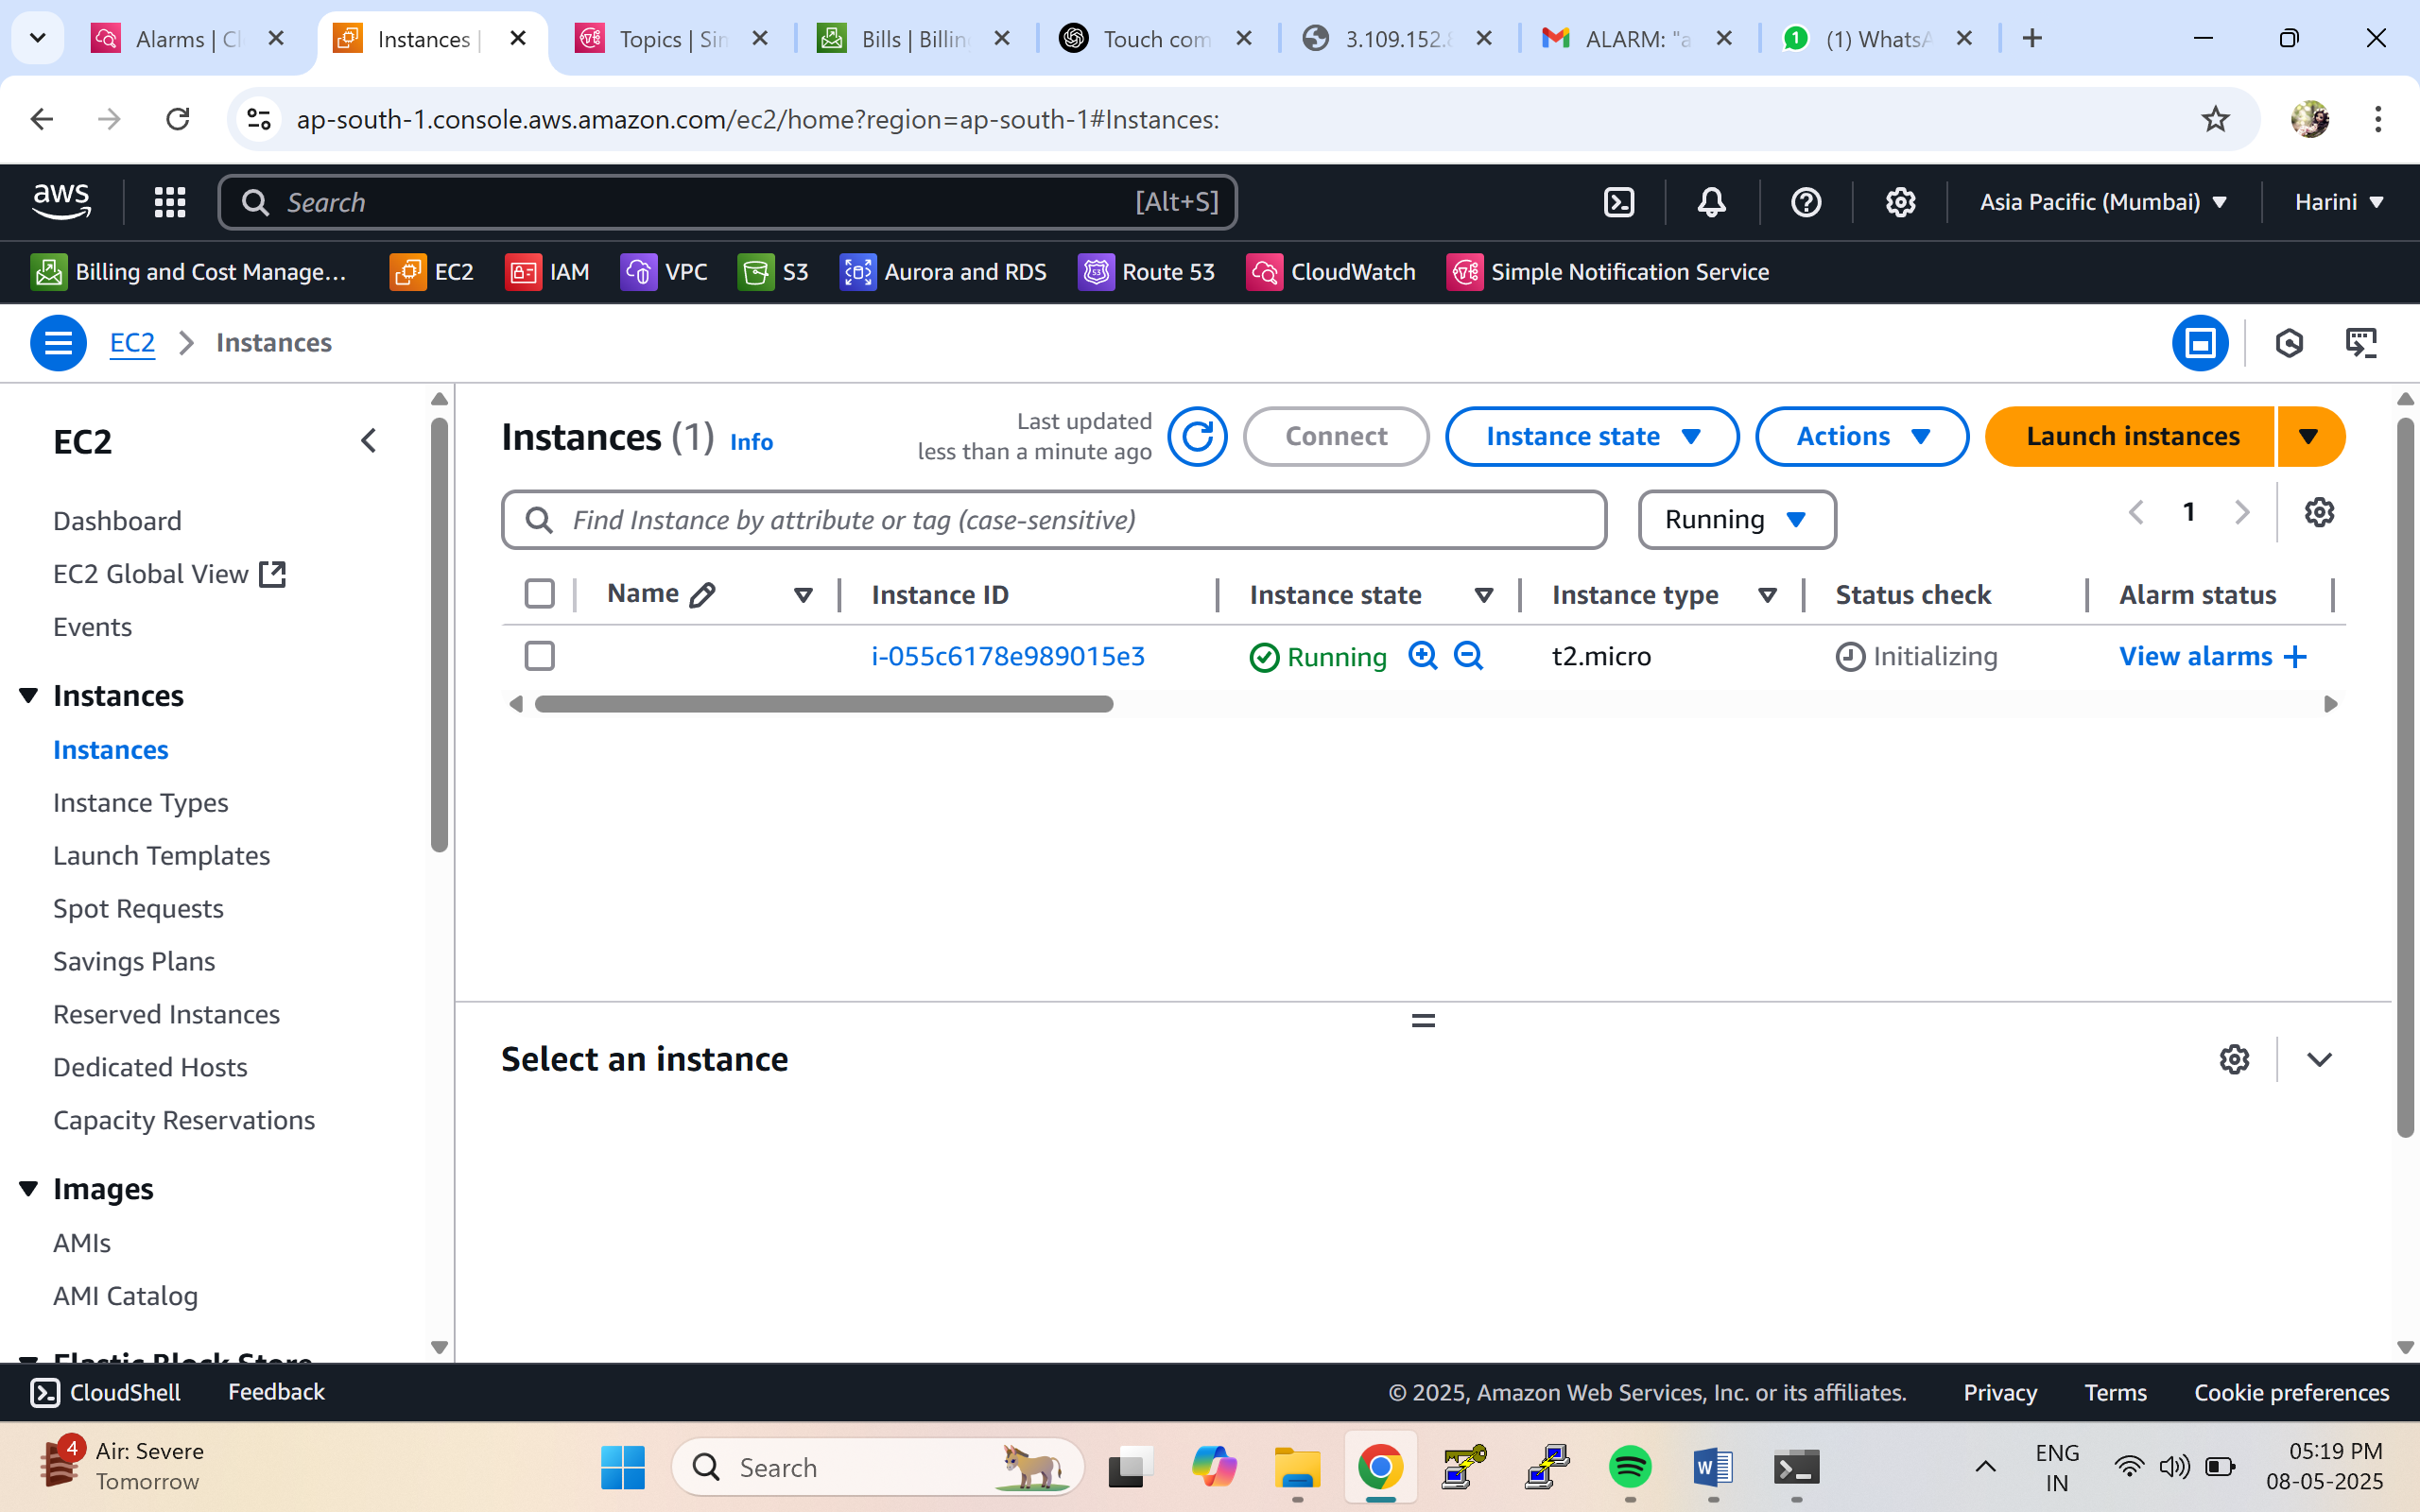 Alarms | Cl
Instances |
Topics | Sim
Bills | Billin
Touch com
3.109.152.8
ALARM: "a
(1) WhatsA
ap-south-1.console.aws.amazon.com/ec2/home?region=ap-south-1#Instances:
aws
Search
[Alt+S]
Asia Pacific (Mumbai)
Harini
Billing and Cost Manage...
EC2
IAM
VPC
S3
Aurora and RDS
Route 53
CloudWatch
Simple Notification Service
EC2
Instances
EC2
Dashboard
EC2 Global View
Events
Instances
Instances
Instance Types
Launch Templates
Spot Requests
Savings Plans
Reserved Instances
Dedicated Hosts
Capacity Reservations
Images
AMIs
AMI Catalog
Elastic Block Store
Instances (1) Info
Last updated
less than a minute ago
Connect
Instance state
Actions
Launch instances
Find Instance by attribute or tag (case-sensitive)
Running
1
Name
Instance ID
Instance state
Instance type
Status check
Alarm status
i-055c6178e989015e3
Running
t2.micro
Initializing
View alarms +
Select an instance
CloudShell
Feedback
© 2025, Amazon Web Services, Inc. or its affiliates.
Privacy
Terms
Cookie preferences
4
Air: Severe
Tomorrow
Search
ENG
IN
05:19 PM
08-05-2025